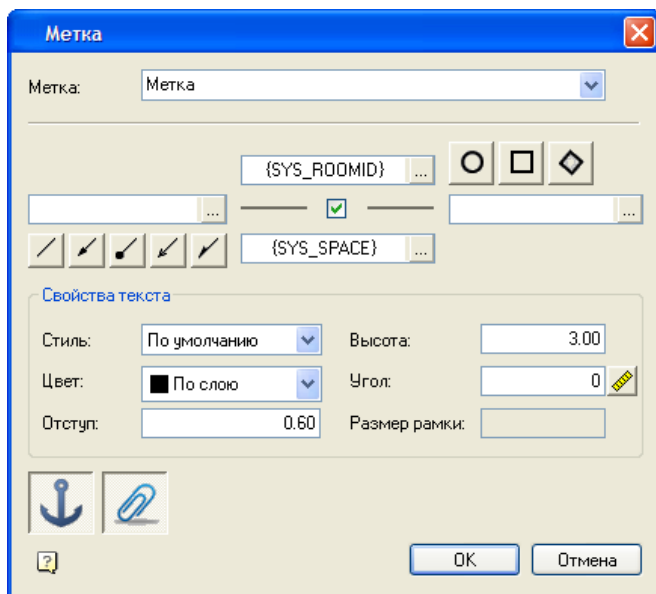 Метка
Метка: Метка
{SYS_ROOMID} ...
... ...
{SYS_SPACE} ...
Свойства текста
Стиль: По умолчанию Высота: 3.00
Цвет: По слою Угол: 0
Отступ: 0.60 Размер рамки:
?
OK Отмена